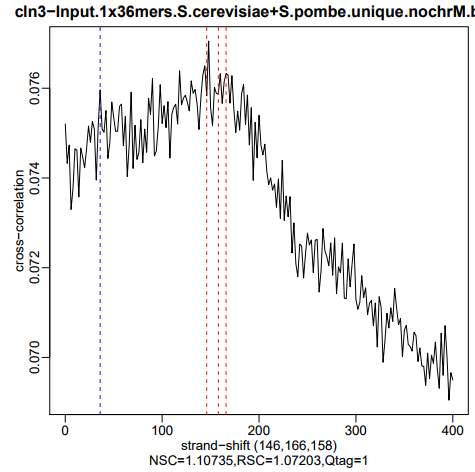 cln3−Input.1x36mers.S.cerevisiae+S.pombe.unique.nochrM.b
0.076
0.074
0.072
0.070
cross−correlation
0 100 200 300 400
strand−shift (146,166,158)
NSC=1.10735,RSC=1.07203,Qtag=1